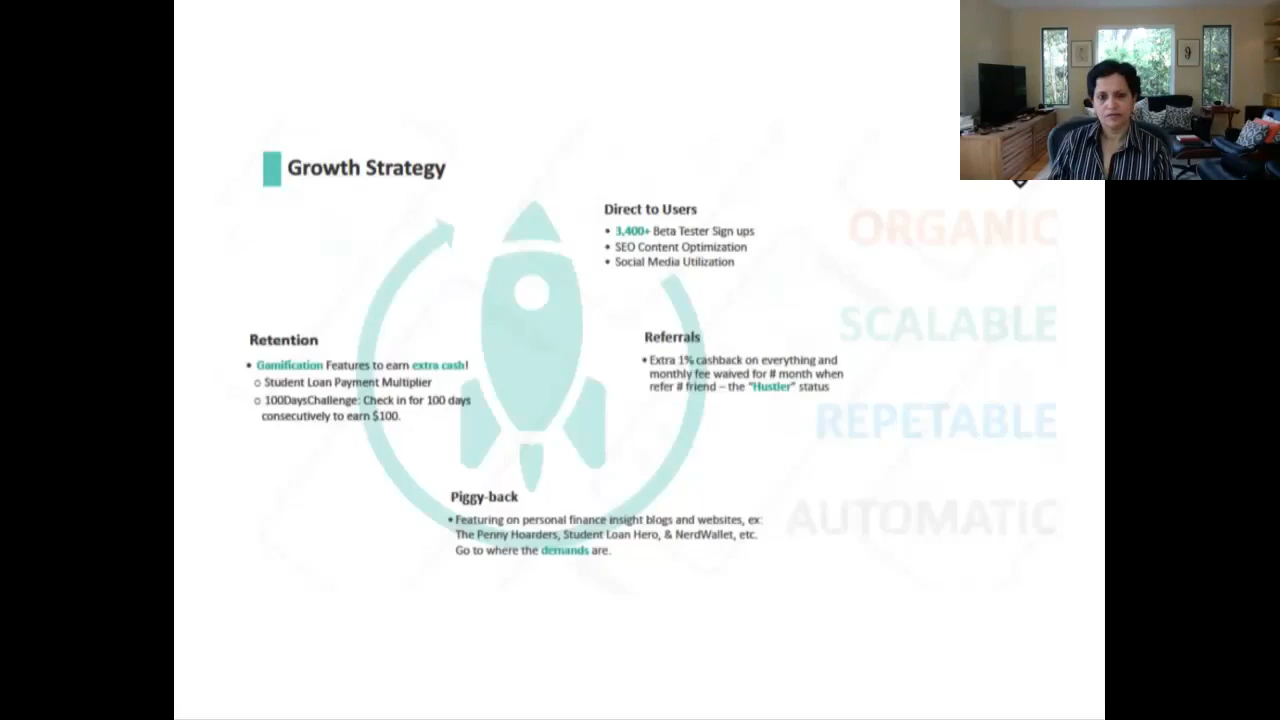 Growth Strategy
Direct to Users
• 3,400+ Beta Tester Sign ups
• SEO Content Optimization
• Social Media Utilization
ORGANIC
SCALABLE
REPETABLE
AUTOMATIC
Retention
• Gamification Features to earn extra cash!
o Student Loan Payment Multiplier
o 100DaysChallenge: Check in for 100 days
consecutively to earn $100.
Referrals
• Extra 1% cashback on everything and
monthly fee waived for # month when
refer # friend – the "Hustler" status
Piggy-back
• Featuring on personal finance insight blogs and websites, ex:
The Penny Hoarders, Student Loan Hero, & NerdWallet, etc.
Go to where the demands are.